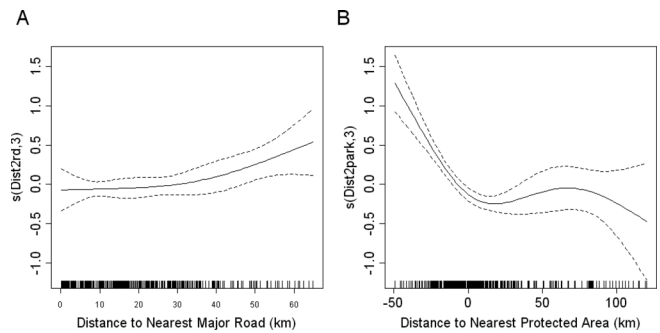 A
s(Dist2rd,3)
1.5
1.0
0.5
0.0
-0.5
-1.0
0 10 20 30 40 50 60
Distance to Nearest Major Road (km)
B
s(Dist2park,3)
1.5
1.0
0.5
0.0
-0.5
-1.0
-50 0 50 100
Distance to Nearest Protected Area (km)